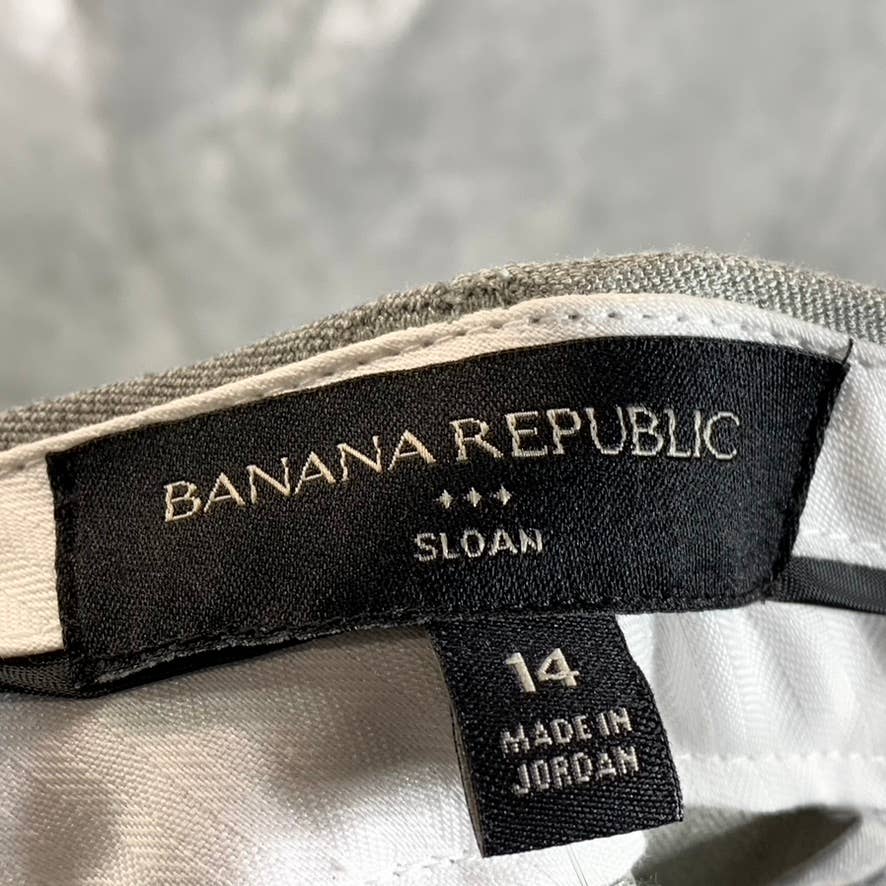 BANANA REPUBLIC
SLOAN
14
MADE IN
JORDAN